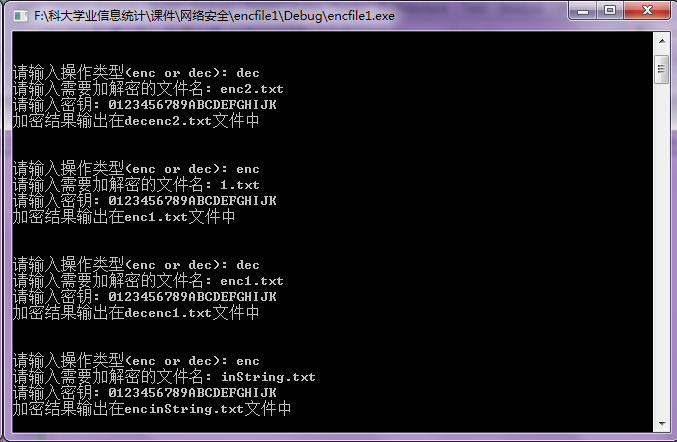 F:\科大学业信息统计\课件\网络安全\encfile1\Debug\encfile1.exe
请输入操作类型(enc or dec): dec
请输入需要加解密的文件名: enc2.txt
请输入密钥: 0123456789ABCDEFGHIJK
加密结果输出在decenc2.txt文件中
请输入操作类型(enc or dec): enc
请输入需要加解密的文件名: 1.txt
请输入密钥: 0123456789ABCDEFGHIJK
加密结果输出在enc1.txt文件中
请输入操作类型(enc or dec): dec
请输入需要加解密的文件名: enc1.txt
请输入密钥: 0123456789ABCDEFGHIJK
加密结果输出在decenc1.txt文件中
请输入操作类型(enc or dec): enc
请输入需要加解密的文件名: inString.txt
请输入密钥: 0123456789ABCDEFGHIJK
加密结果输出在encinString.txt文件中